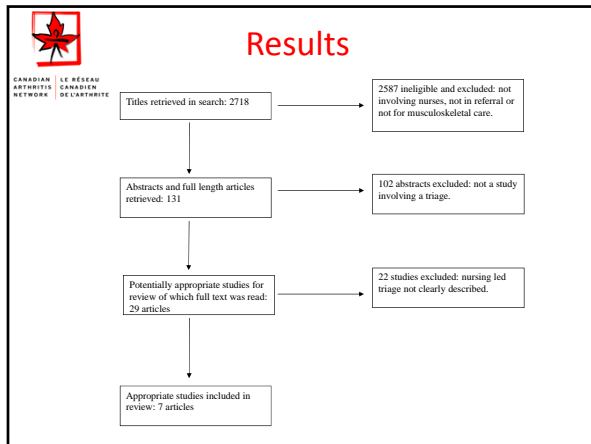 Results
CANADIAN
ARTHRITIS
NETWORK
LE RÉSEAU
CANADIEN
DE L'ARTHRITE
Titles retrieved in search: 2718
2587 ineligible and excluded: not
involving nurses, not in referral or
not for musculoskeletal care.
Abstracts and full length articles
retrieved: 131
102 abstracts excluded: not a study
involving a triage.
Potentially appropriate studies for
review of which full text was read:
29 articles
22 studies excluded: nursing led
triage not clearly described.
Appropriate studies included in
review: 7 articles